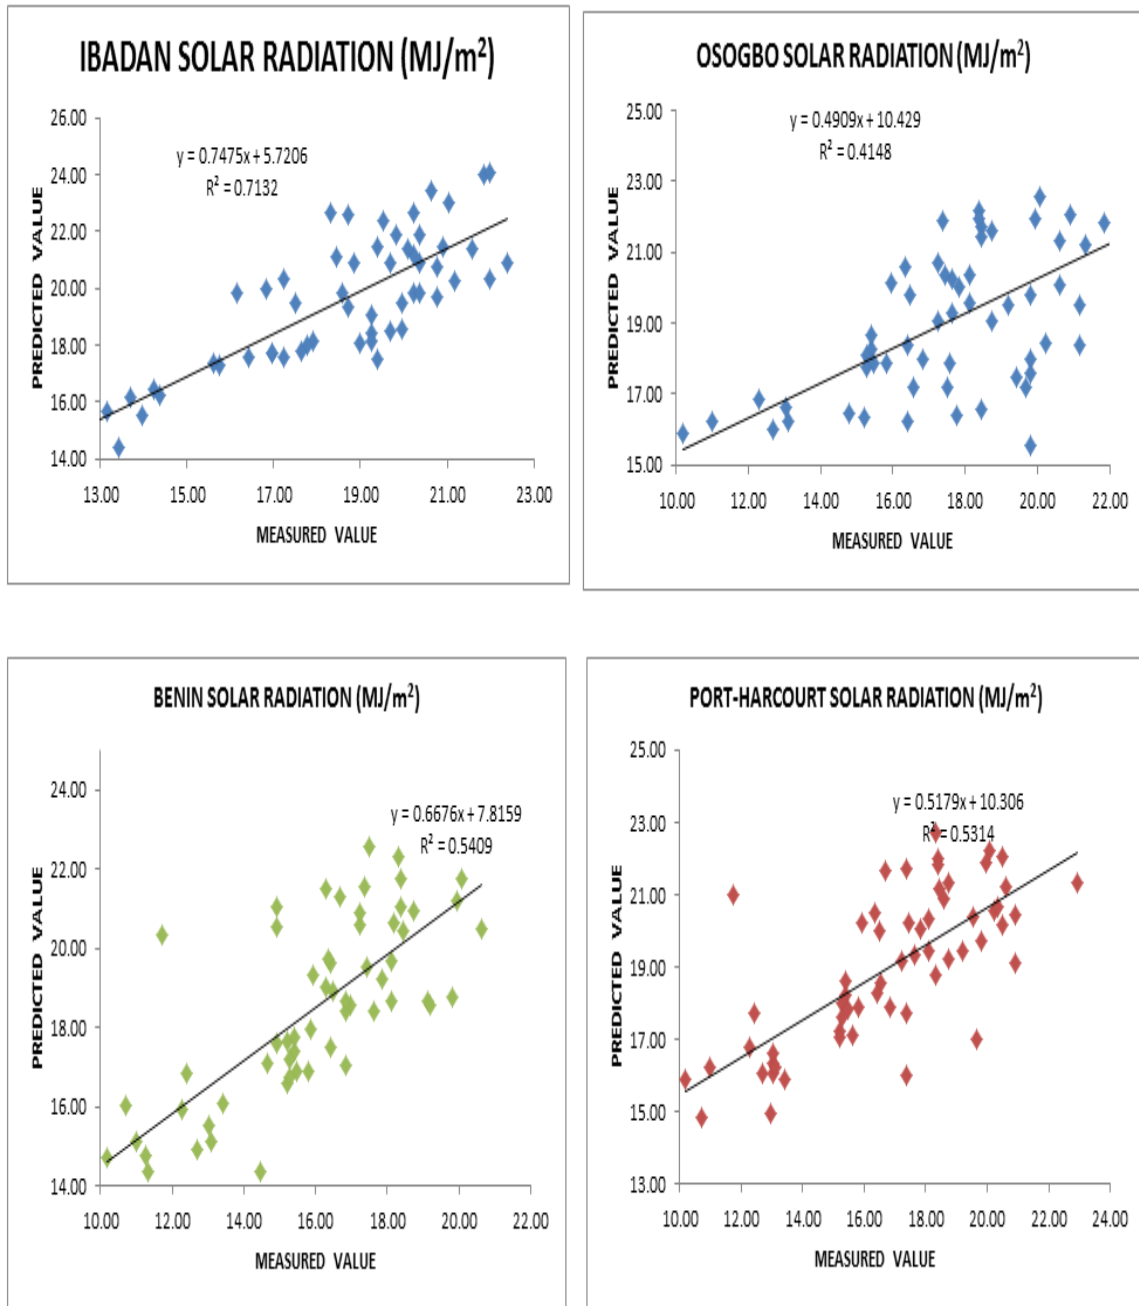 IBADAN SOLAR RADIATION (MJ/m²)
y = 0.7475x + 5.7206
R² = 0.7132
PREDICTED VALUE
26.00
24.00
22.00
20.00
18.00
16.00
14.00
13.00 15.00 17.00 19.00 21.00 23.00
MEASURED VALUE
OSOGBO SOLAR RADIATION (MJ/m²)
y = 0.4909x + 10.429
R² = 0.4148
PREDICTED VALUE
25.00
23.00
21.00
19.00
17.00
15.00
10.00 12.00 14.00 16.00 18.00 20.00 22.00
MEASURED VALUE
BENIN SOLAR RADIATION (MJ/m²)
y = 0.6676x + 7.8159
R² = 0.5409
PREDICTED VALUE
24.00
22.00
20.00
18.00
16.00
14.00
10.00 12.00 14.00 16.00 18.00 20.00 22.00
MEASURED VALUE
PORT-HARCOURT SOLAR RADIATION (MJ/m²)
y = 0.5179x + 10.306
R² = 0.5314
PREDICTED VALUE
25.00
23.00
21.00
19.00
17.00
15.00
13.00
10.00 12.00 14.00 16.00 18.00 20.00 22.00 24.00
MEASURED VALUE